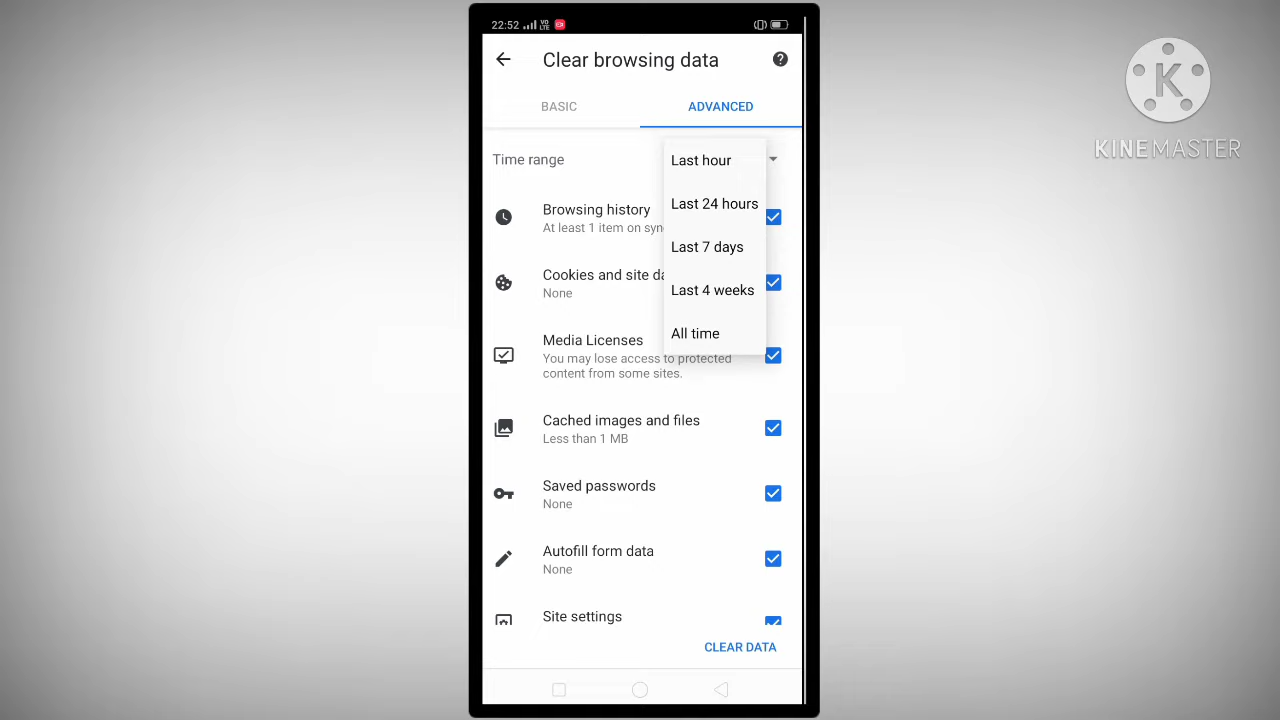 22:52 VO LTE
Clear browsing data ?
BASIC ADVANCED
Time range
Last hour
Last 24 hours
Last 7 days
Last 4 weeks
All time
Browsing history
At least 1 item on syn
Cookies and site da
None
Media Licenses
You may lose access to protected
content from some sites.
Cached images and files
Less than 1 MB
Saved passwords
None
Autofill form data
None
Site settings
CLEAR DATA
K
KINEMASTER